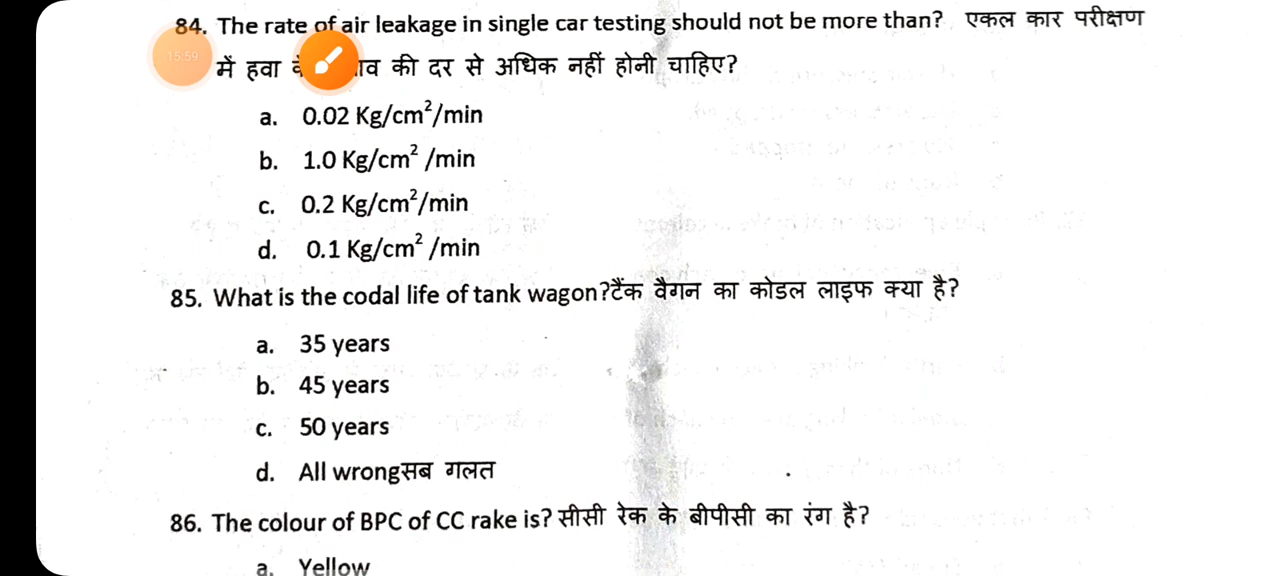 84. The rate of air leakage in single car testing should not be more than? एकल कार परीक्षण
15:59
में हवा की दर से अधिक नहीं होनी चाहिए?
a. 0.02 Kg/cm²/min
b. 1.0 Kg/cm² /min
c. 0.2 Kg/cm²/min
d. 0.1 Kg/cm² /min
85. What is the codal life of tank wagon?टैंक वैगन का कोडल लाइफ क्या है?
a. 35 years
b. 45 years
c. 50 years
d. All wrongसब गलत
86. The colour of BPC of CC rake is? सीसी रेक के बीपीसी का रंग है?
a. Yellow